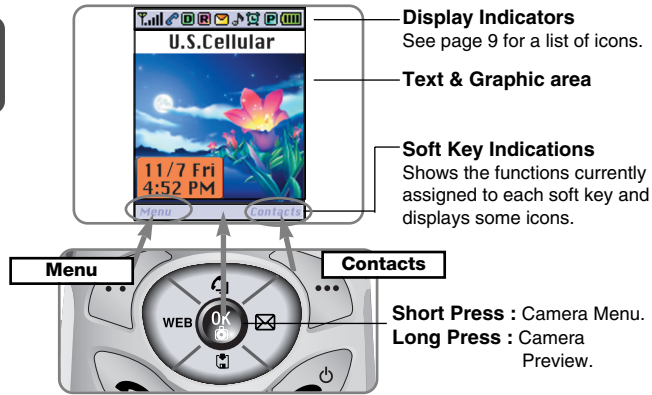 D R P
U.S.Cellular
11/7 Fri
4:52 PM
Menu Contacts
Display Indicators
See page 9 for a list of icons.
Text & Graphic area
Soft Key Indications
Shows the functions currently
assigned to each soft key and
displays some icons.
Menu
Contacts
WEB
OK
Short Press : Camera Menu.
Long Press : Camera
Preview.